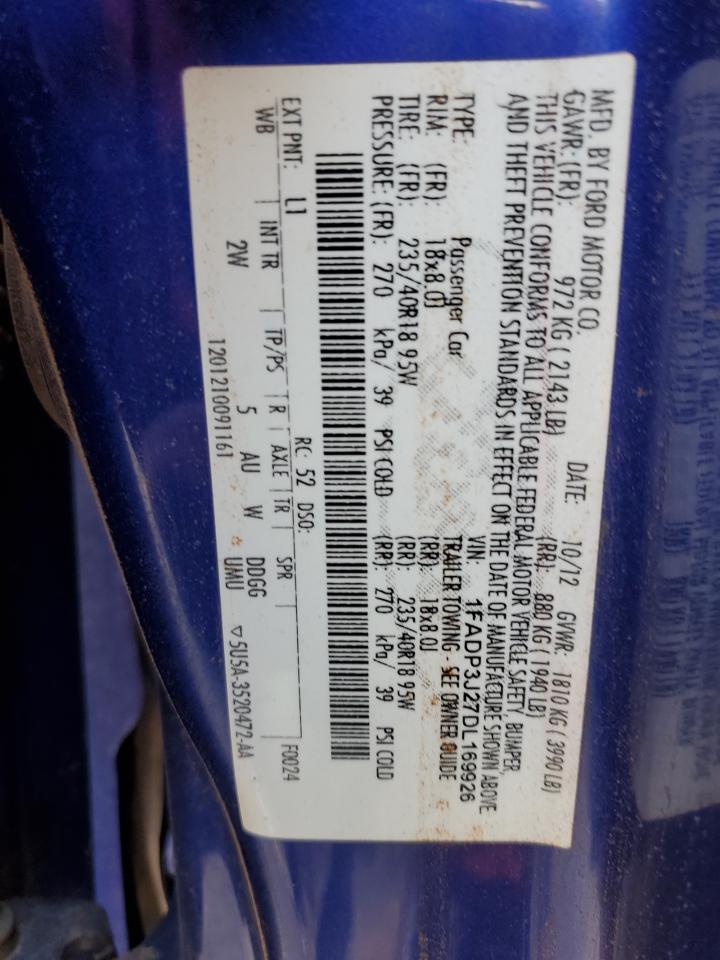 MFD. BY FORD MOTOR CO.
DATE: 10/12 GVWR: 1810 KG ( 3990 LB)
GAWR: (FR): 972 KG ( 2143 LB) (RR): 880 KG ( 1940 LB)
THIS VEHICLE CONFORMS TO ALL APPLICABLE FEDERAL MOTOR VEHICLE SAFETY, BUMPER,
AND THEFT PREVENTION STANDARDS IN EFFECT ON THE DATE OF MANUFACTURE SHOWN ABOVE
VIN: 1FADP3J27DL169926
TYPE: Passenger Car TRAILER TOWING - SEE OWNER GUIDE
RIM: (FR): 18x8.0J (RR): 18x8.0J
TIRE: (FR): 235/40R18 95W (RR): 235/40R18 95W
PRESSURE: (FR): 270 kPa/ 39 PSI COLD (RR): 270 kPa/ 39 PSI COLD
EXT PNT: L1 RC: 52 DSO: F0024
WB INT TR TP/PS R AXLE TR SPR
2W 5 AU W DDGG
UMU
1201210091161 ▽5U5A-3520472-AA